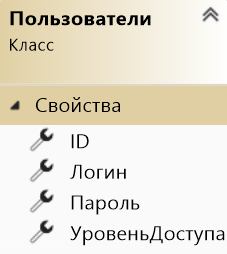 Пользователи
Класс
Свойства
ID
Логин
Пароль
УровеньДоступа